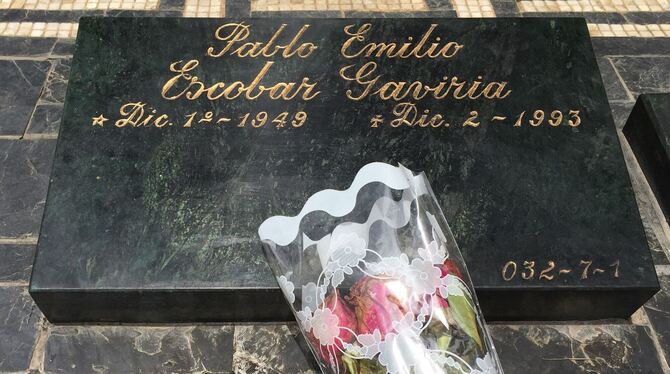 Pablo Emilio
Escobar Gaviria
☆ Dic. 1º - 1949 ✝ Dic. 2 - 1993
032-7-1